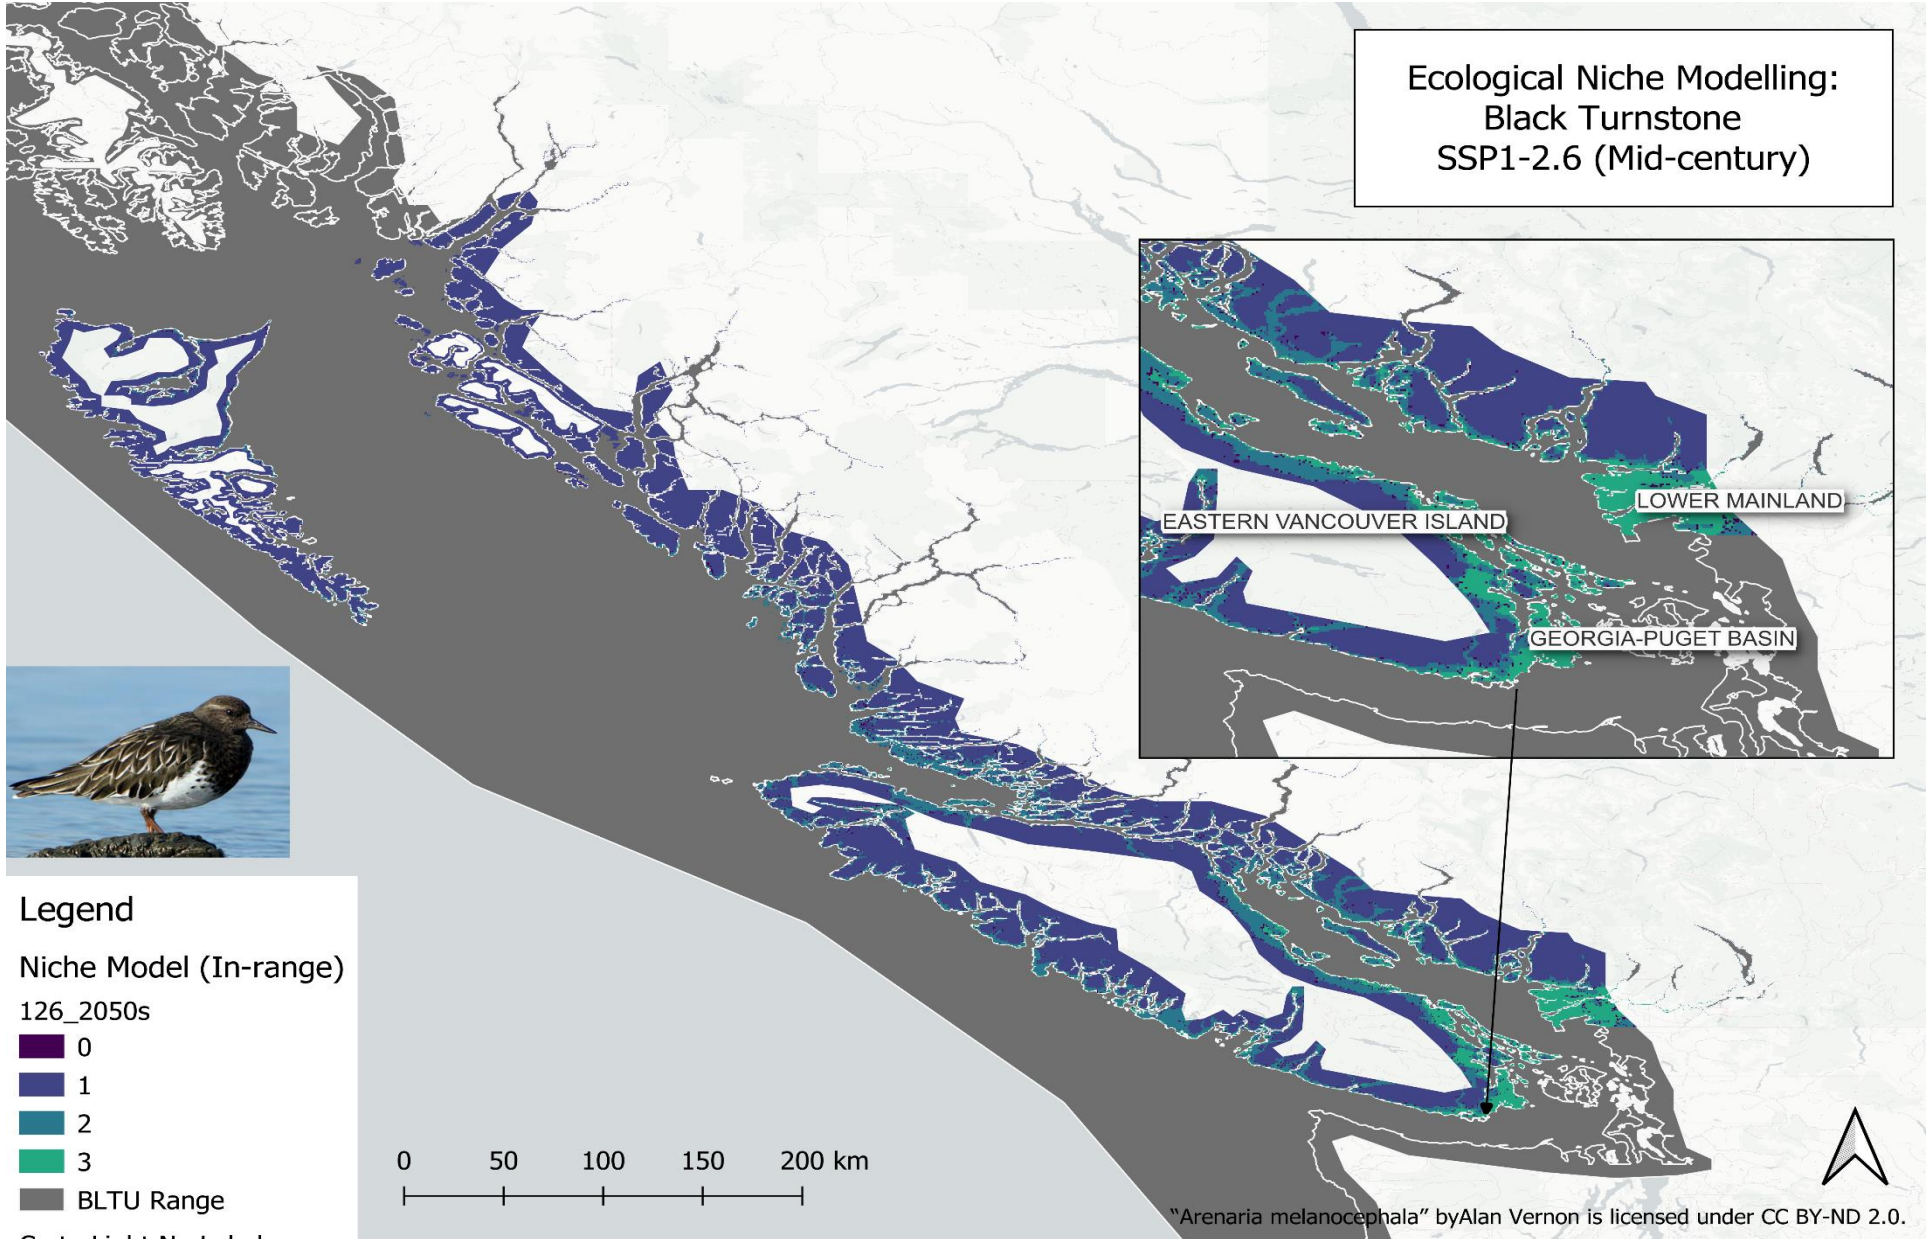 Ecological Niche Modelling:
Black Turnstone
SSP1-2.6 (Mid-century)
LOWER MAINLAND
EASTERN VANCOUVER ISLAND
GEORGIA-PUGET BASIN
Legend
Niche Model (In-range)
126_2050s
0
1
2
3
BLTU Range
0 50 100 150 200 km
"Arenaria melanocephala" byAlan Vernon is licensed under CC BY-ND 2.0.